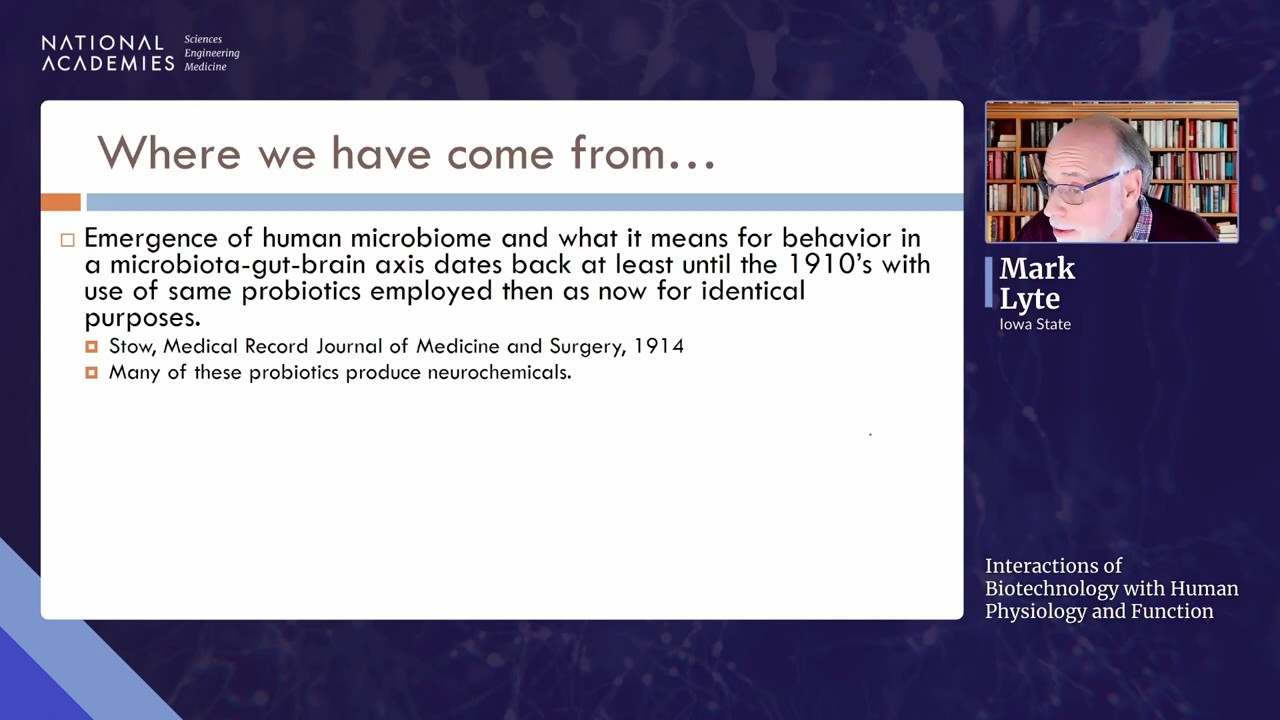 NATIONAL
ACADEMIES
Sciences
Engineering
Medicine
Where we have come from...
Emergence of human microbiome and what it means for behavior in
a microbiota-gut-brain axis dates back at least until the 1910's with
use of same probiotics employed then as now for identical
purposes.
Stow, Medical Record Journal of Medicine and Surgery, 1914
Many of these probiotics produce neurochemicals.
Mark
Lyte
Iowa State
Interactions of
Biotechnology with Human
Physiology and Function